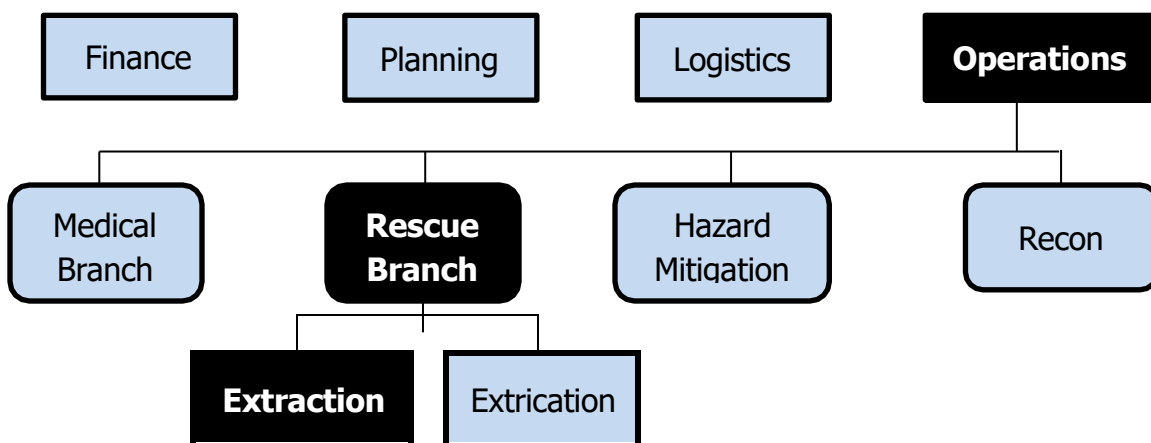 Finance
Planning
Logistics
Operations
Medical
Branch
Rescue
Branch
Hazard
Mitigation
Recon
Extraction
Extrication